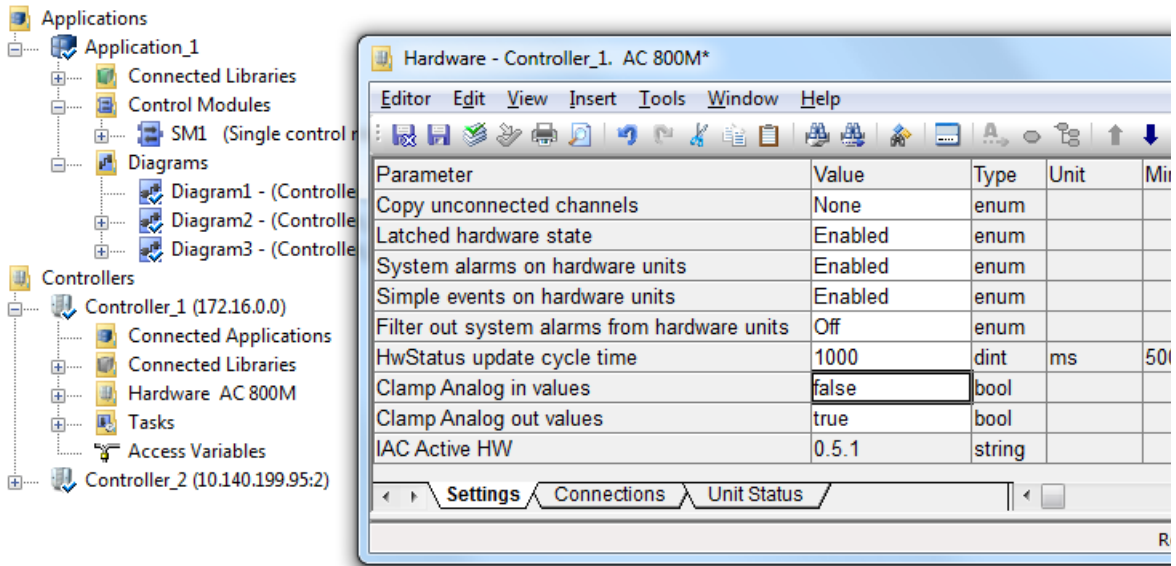 Applications
Application_1
Connected Libraries
Control Modules
SM1 (Single control
Diagrams
Diagram1 - (Controlle
Diagram2 - (Controlle
Diagram3 - (Controlle
Controllers
Controller_1 (172.16.0.0)
Connected Applications
Connected Libraries
Hardware AC 800M
Tasks
Access Variables
Controller_2 (10.140.199.95:2)
Hardware - Controller_1. AC 800M*
Editor Edit View Insert Tools Window Help
Parameter Value Type Unit Mi
Copy unconnected channels None enum
Latched hardware state Enabled enum
System alarms on hardware units Enabled enum
Simple events on hardware units Enabled enum
Filter out system alarms from hardware units Off enum
HwStatus update cycle time 1000 dint ms 500
Clamp Analog in values false bool
Clamp Analog out values true bool
IAC Active HW 0.5.1 string
Settings Connections Unit Status
R